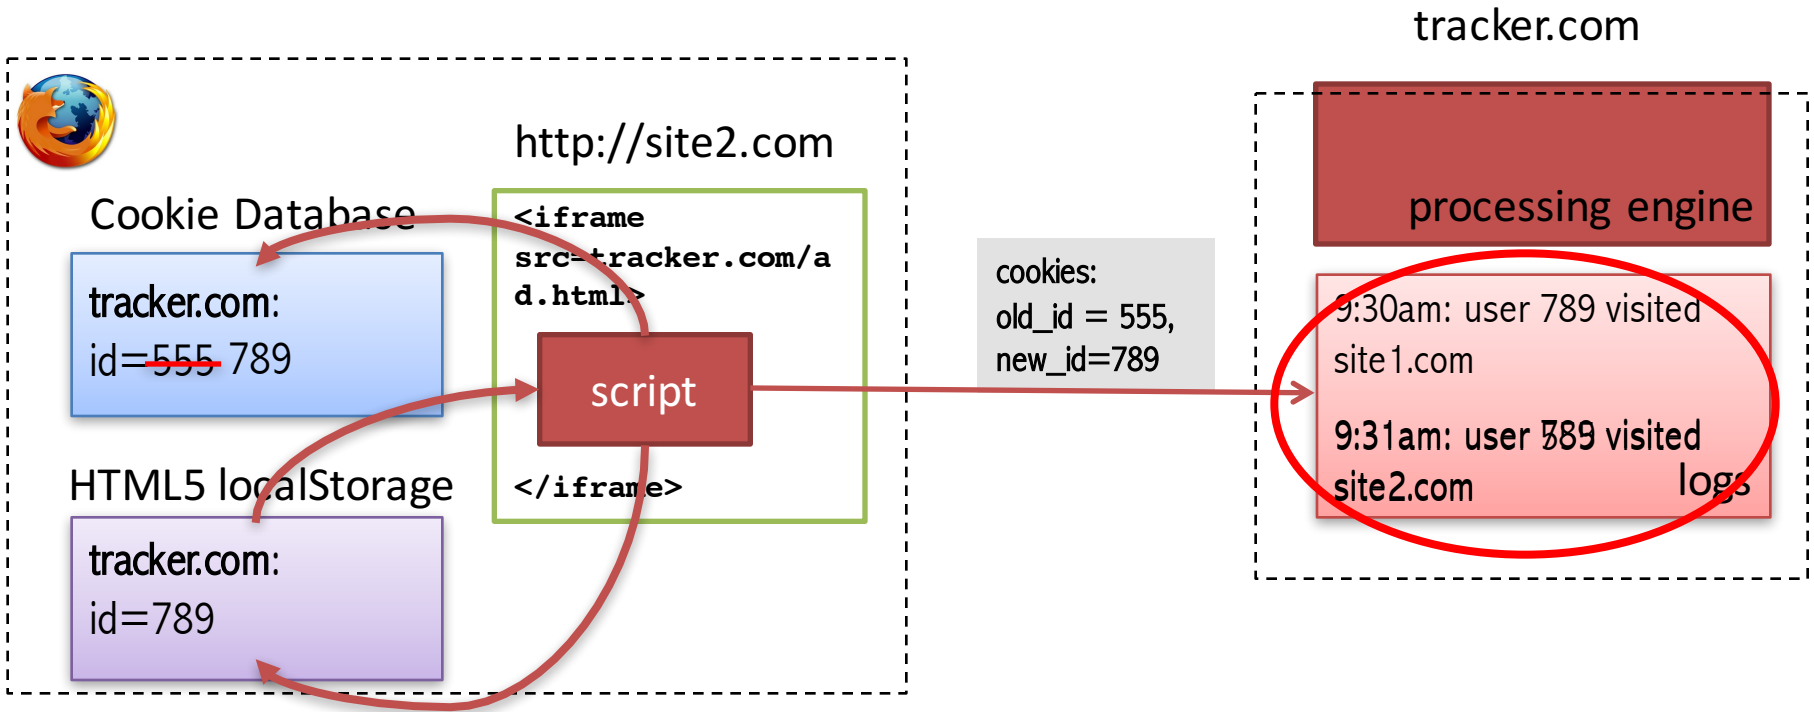 tracker.com
http://site2.com
Cookie Database
tracker.com:
id=555 789
HTML5 localStorage
tracker.com:
id=789
<iframe
src=tracker.com/a
d.html>
script
</iframe>
cookies:
old_id = 555,
new_id=789
processing engine
9:30am: user 789 visited
site1.com
9:31am: user visited
site2.com
logs